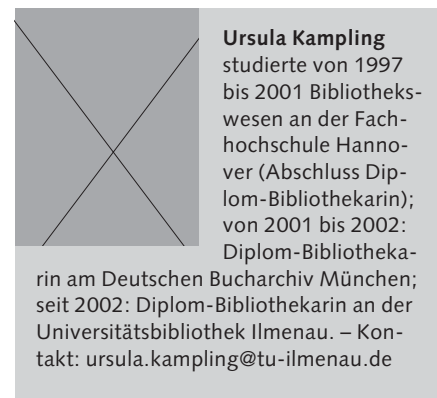 Ursula Kampling
studierte von 1997
bis 2001 Bibliotheks-
wesen an der Fach-
hochschule Hanno-
ver (Abschluss Dip-
lom-Bibliothekarin);
von 2001 bis 2002:
Diplom-Bibliotheka-
rin am Deutschen Bucharchiv München;
seit 2002: Diplom-Bibliothekarin an der
Universitätsbibliothek Ilmenau. – Kon-
takt: ursula.kampling@tu-ilmenau.de